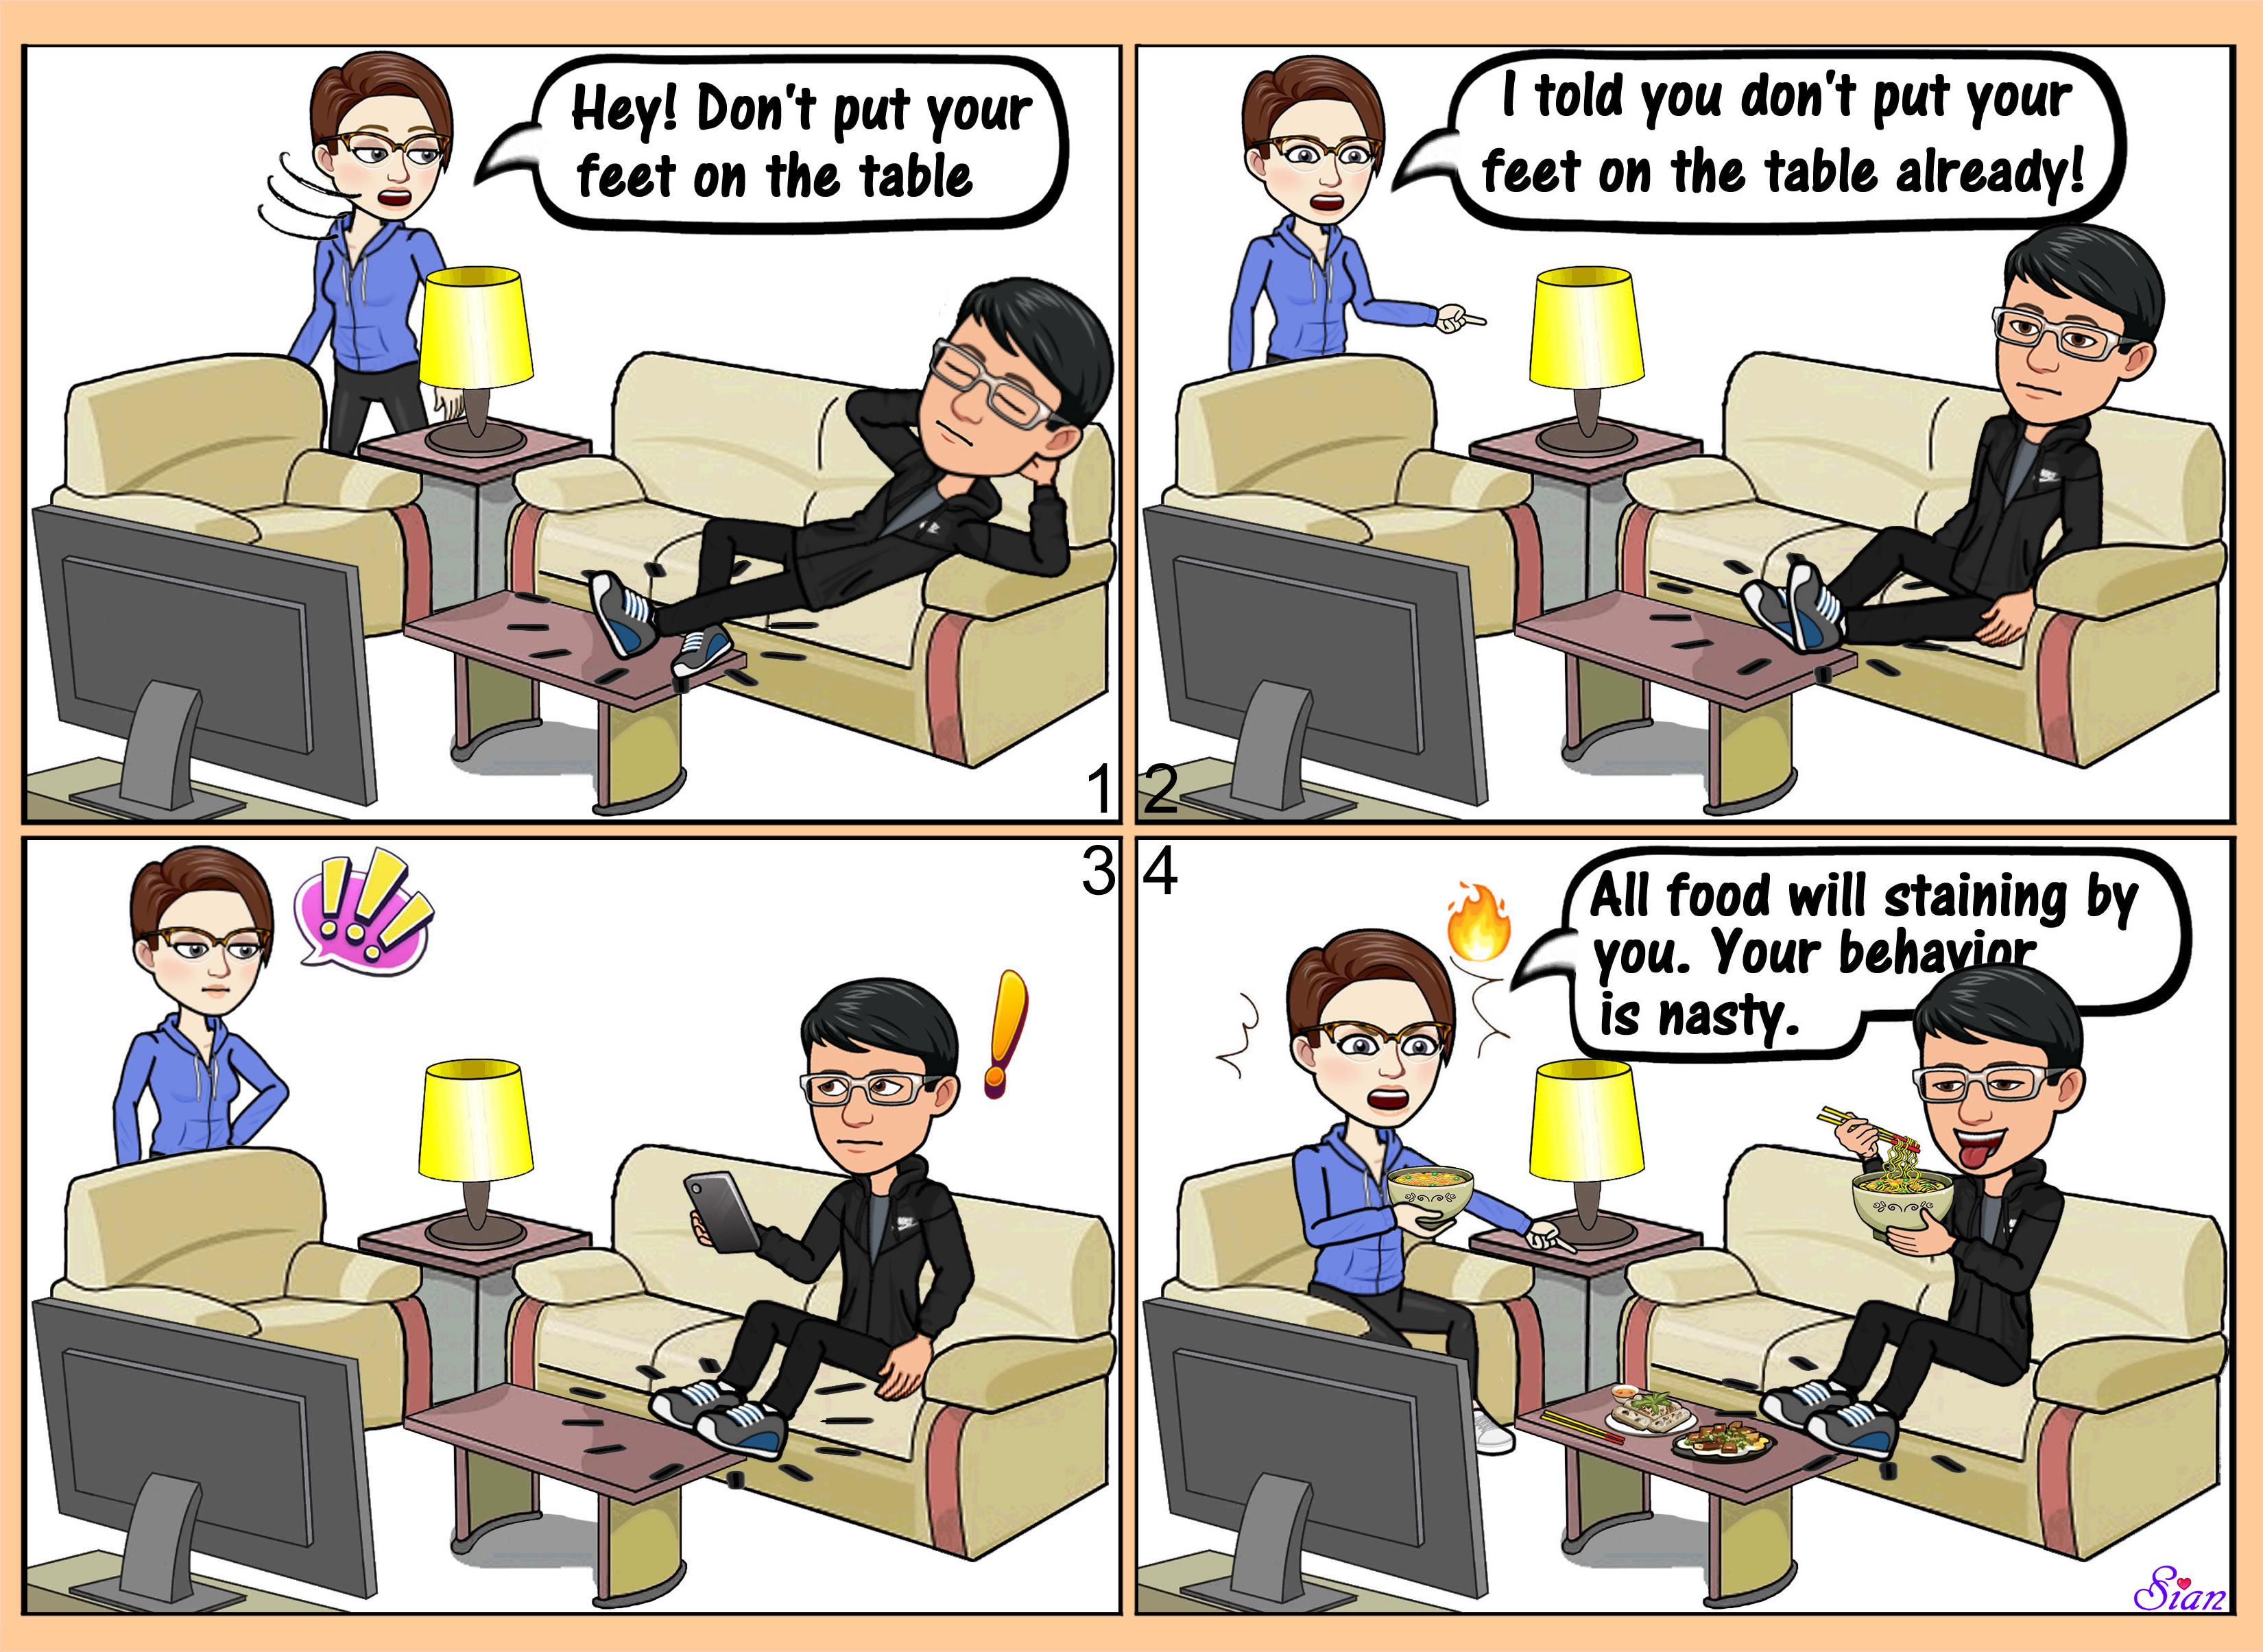 Hey! Don't put your
feet on the table
1
I told you don't put your
feet on the table already!
2
3
4
All food will staining by
you. Your behavior
is nasty.
Sian